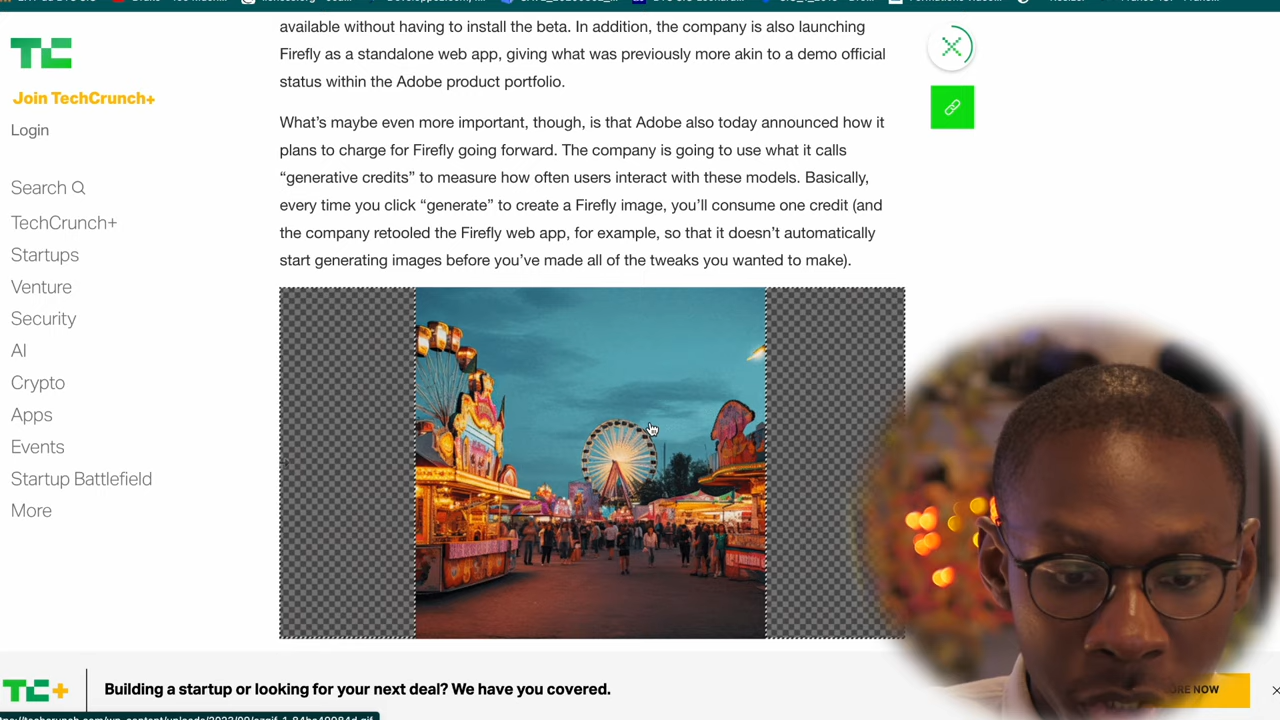 available without having to install the beta. In addition, the company is also launching
Firefly as a standalone web app, giving what was previously more akin to a demo official
status within the Adobe product portfolio.
TC
Join TechCrunch+
Login
Search
TechCrunch+
Startups
Venture
Security
AI
Crypto
Apps
Events
Startup Battlefield
More
What’s maybe even more important, though, is that Adobe also today announced how it
plans to charge for Firefly going forward. The company is going to use what it calls
“generative credits” to measure how often users interact with these models. Basically,
every time you click “generate” to create a Firefly image, you’ll consume one credit (and
the company retooled the Firefly web app, for example, so that it doesn’t automatically
start generating images before you’ve made all of the tweaks you wanted to make).
TC+
Building a startup or looking for your next deal? We have you covered.
NOW